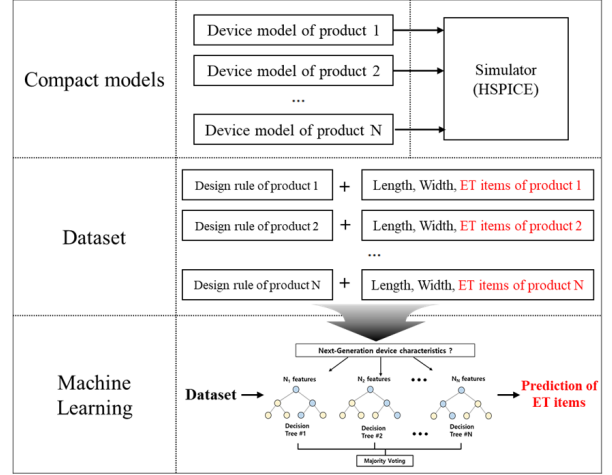 Compact models
Device model of product 1
Device model of product 2
...
Device model of product N
Simulator
(HSPICE)
Dataset
Design rule of product 1 + Length, Width, ET items of product 1
Design rule of product 2 + Length, Width, ET items of product 2
...
Design rule of product N + Length, Width, ET items of product N
Machine
Learning
Next-Generation device characteristics ?
N₁ features
N₂ features
•••
Nₙ features
Dataset
Decision
Tree #1
Decision
Tree #2
•••
Decision
Tree #N
Majority Voting
Prediction of
ET items